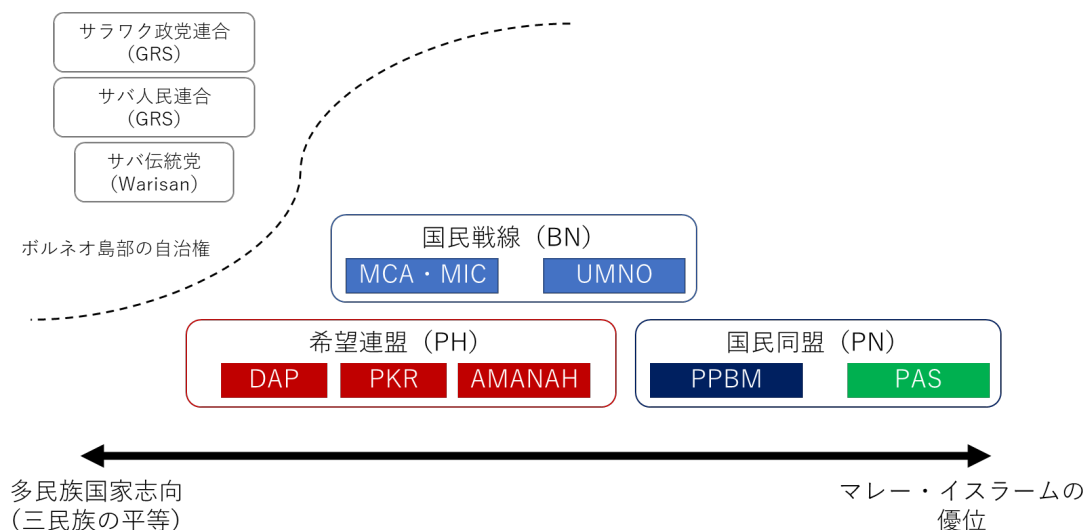 サラワク政党連合
(GRS)
サバ人民連合
(GRS)
サバ伝統党
(Warisan)
ボルネオ島部の自治権
国民戦線（BN）
MCA・MIC
UMNO
希望連盟（PH）
DAP
PKR
AMANAH
国民同盟（PN）
PPBM
PAS
多民族国家志向
（三民族の平等）
マレー・イスラームの
優位